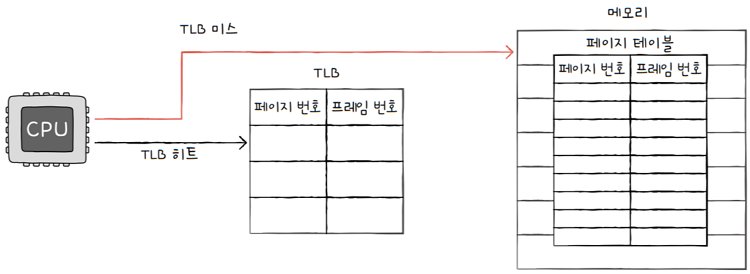 메모리
TLB 미스
페이지 테이블
페이지 번호 프레임 번호
TLB
페이지 번호 프레임 번호
CPU
TLB 히트